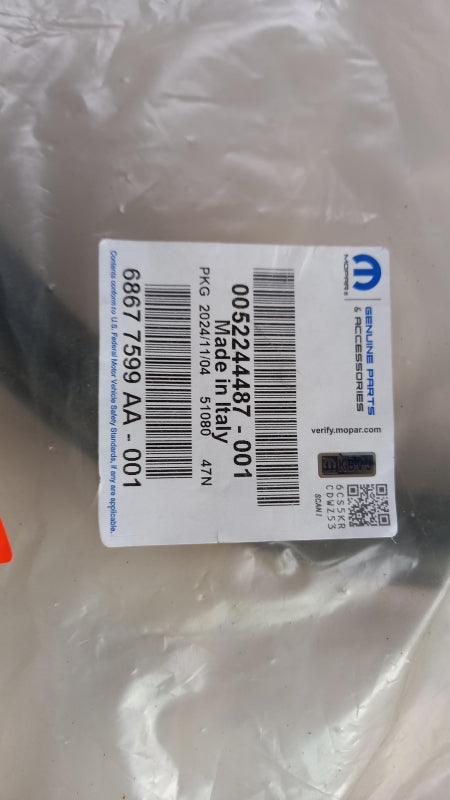 MOPAR®
GENUINE PARTS
& ACCESSORIES
verify.mopar.com
6CS5KR
CDWZ53
SCAN!
0052244487 - 001
Made in Italy
PKG 2024/11/04 51080 47N
6867 7599 AA - 001
Contents conform to U.S. Federal Motor Vehicle Safety Standards, if any are applicable.